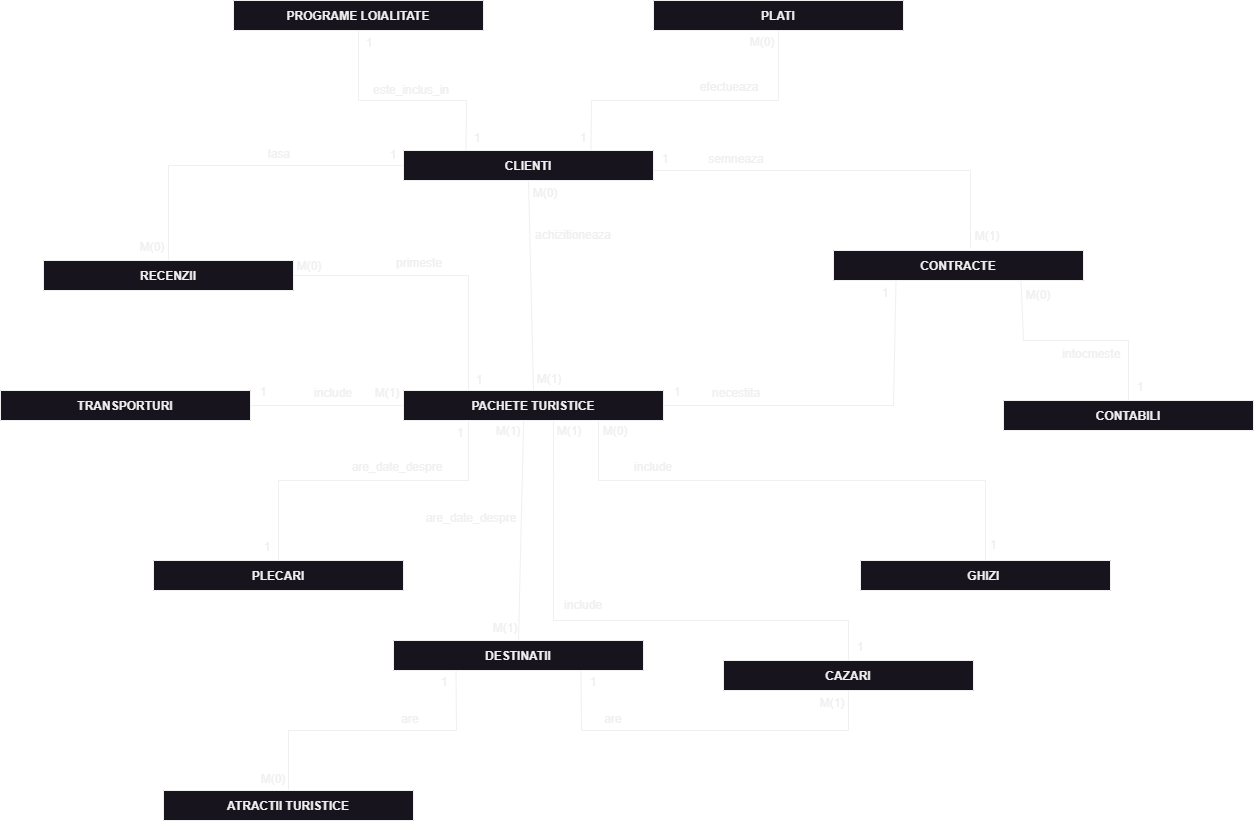 PROGRAME LOIALITATE
PLATI
1
M(0)
este_inclus_in
efectueaza
1
1
lasa
1
CLIENTI
1
semneaza
M(0)
achizitioneaza
M(0)
M(1)
RECENZII
M(0)
primeste
CONTRACTE
1
M(0)
intocmeste
1
M(1)
1
TRANSPORTURI
1
include
M(1)
PACHETE TURISTICE
1
necesita
CONTABILI
1
M(1)
M(1)
M(0)
are_date_despre
include
are_date_despre
1
1
PLECARI
GHIZI
include
M(1)
1
DESTINATII
CAZARI
1
1
M(1)
are
are
M(0)
ATRACTII TURISTICE